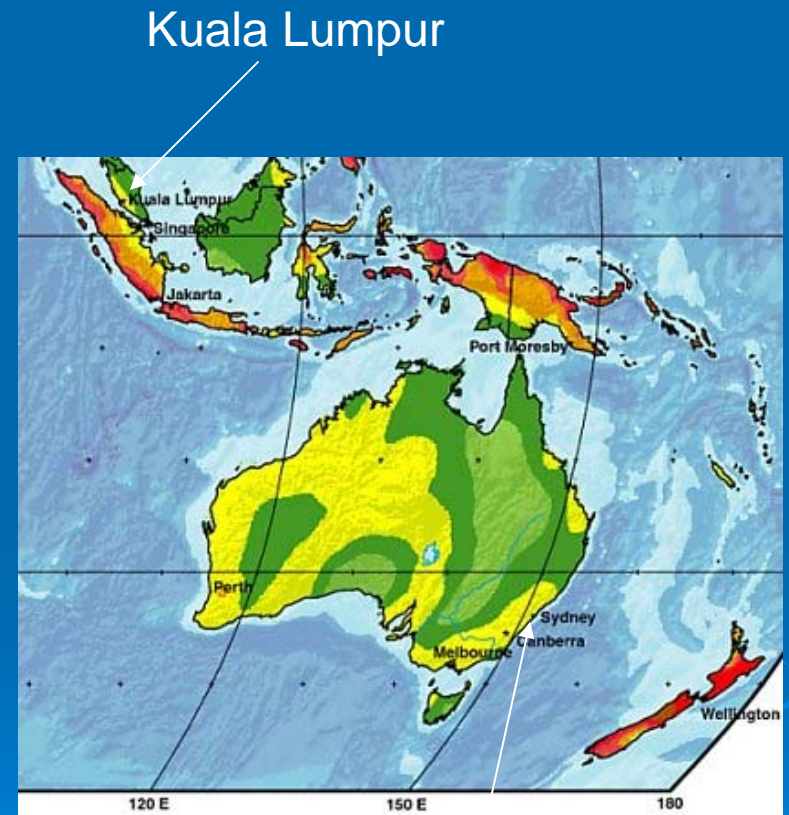 Kuala Lumpur
Kuala Lumpur
Singapore
Jakarta
Port Moresby
Perth
Sydney
Canberra
Melbourne
Wellington
120 E 150 E 180